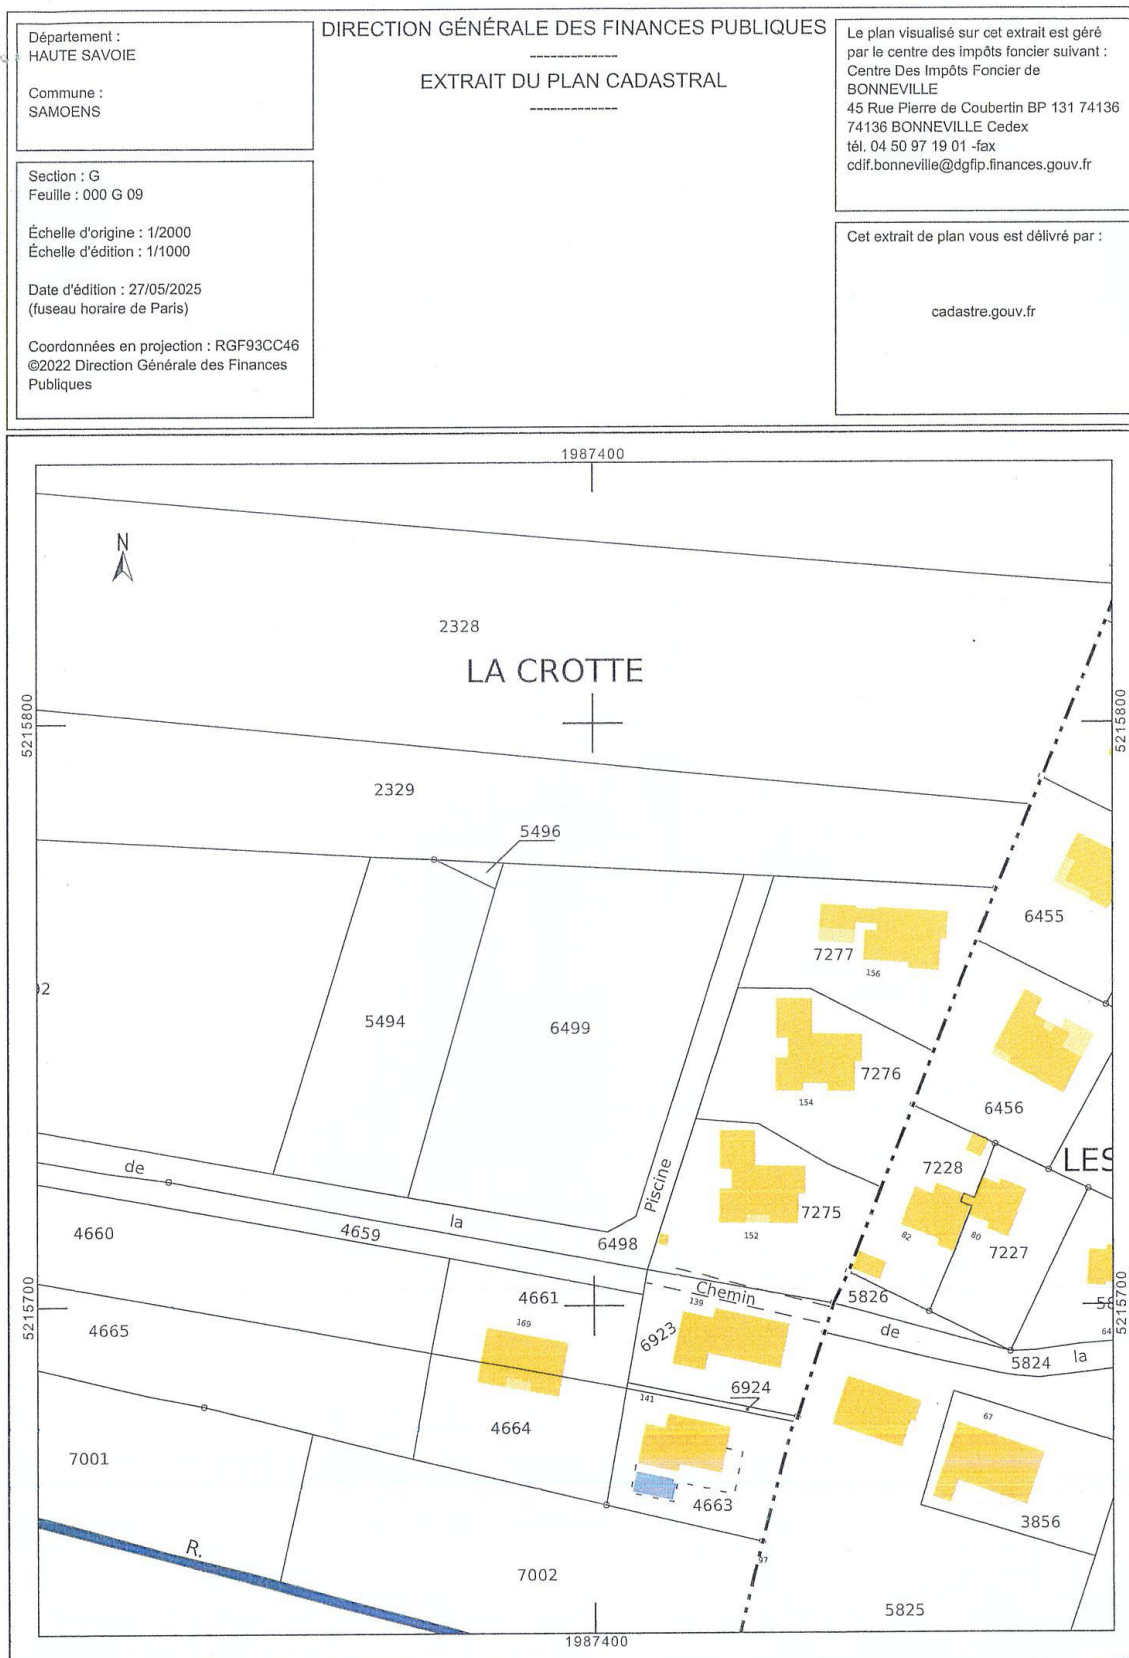 Département :
HAUTE SAVOIE
Commune :
SAMOENS
Section : G
Feuille : 000 G 09
Échelle d'origine : 1/2000
Échelle d'édition : 1/1000
Date d'édition : 27/05/2025
(fuseau horaire de Paris)
Coordonnées en projection : RGF93CC46
©2022 Direction Générale des Finances
Publiques
DIRECTION GÉNÉRALE DES FINANCES PUBLIQUES
-------------
EXTRAIT DU PLAN CADASTRAL
-------------
Le plan visualisé sur cet extrait est géré
par le centre des impôts foncier suivant :
Centre Des Impôts Foncier de
BONNEVILLE
45 Rue Pierre de Coubertin BP 131 74136
74136 BONNEVILLE Cedex
tél. 04 50 97 19 01 -fax
cdif.bonneville@dgfip.finances.gouv.fr
Cet extrait de plan vous est délivré par :
cadastre.gouv.fr
1987400
N
2328
LA CROTTE
5215800
5215800
2329
5496
6455
7277
156
92
5494
6499
7276
154
6456
LES
7228
de
Piscine
7275
152
la
4660
4659
6498
82
80
7227
Chemin
5826
5215700
4661
139
5215700
58
4665
169
6923
de
64
5824
la
6924
141
67
4664
7001
4663
3856
R.
97
7002
5825
1987400